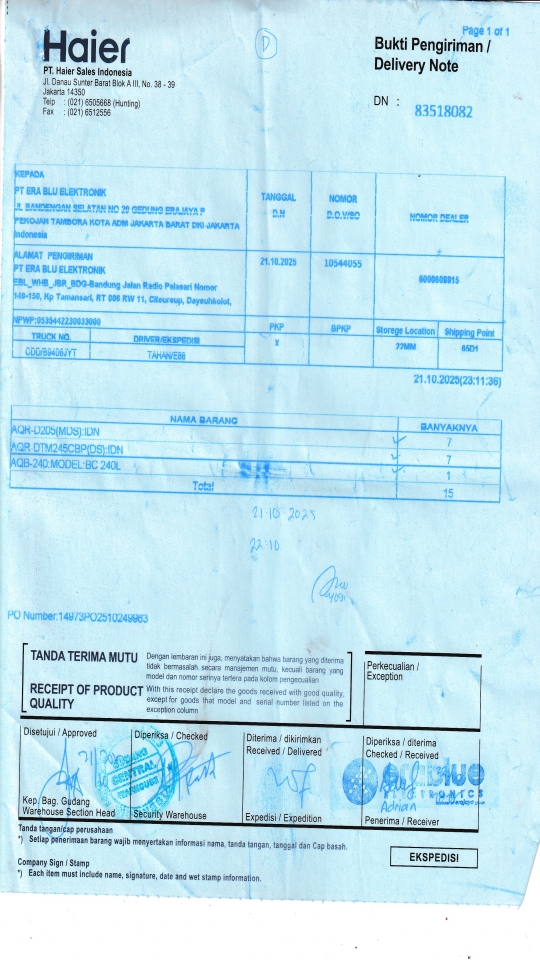 Page 1 of 1
Haier
PT. Haier Sales Indonesia
Jl. Danau Sunter Barat Blok A III, No. 38 - 39
Jakarta 14350
Telp : (021) 6505668 (Hunting)
Fax : (021) 6512556
D
Bukti Pengiriman /
Delivery Note
DN : 83518082
KEPADA
PT ERA BLU ELEKTRONIK
JL BANDENGAN SELATAN NO 20 GEDUNG ERAJAYA P
PEKOJAN TAMBORA KOTA ADM JAKARTA BARAT DKI JAKARTA
Indonesia
TANGGAL
D.N
NOMOR
D.O.V/SO
NOMOR DEALER
ALAMAT PENGIRIMAN
PT ERA BLU ELEKTRONIK
EBL_WHB_JBR_BDG-Bandung Jalan Radio Palasari Nomor
149-150, Kp Tamansari, RT 006 RW 11, Citeureup, Dayeuhkolot,
21.10.2025
10544055
6000609815
NPWP:0535442230033000
PKP
BPKP
Storege Location
Shipping Point
TRUCK NO.
DRIVER/EKSPEDISI
X
22MM
65D1
CDD/B9406JYT
TAHAN/E66
21.10.2025(23:11:36)
NAMA BARANG
BANYAKNYA
AQR-D205(MDS):IDN
7
AQR-DTM245CBP(DS):IDN
7
AQB-240:MODEL:BC 240L
1
Total
15
21-10-2025
22:10
PO Number:14973PO2510249963
TANDA TERIMA MUTU
Dengan lembaran ini juga, menyatakan bahwa barang yang diterima
tidak bermasalah secara manajemen mutu, kecuali barang yang
model dan nomor serinya tertera pada kolom pengecualian
RECEIPT OF PRODUCT
QUALITY
With this receipt declare the goods received with good quality,
except for goods that model and serial number listed on the
exception column
Perkecualian /
Exception
Disetujui / Approved
Diperiksa / Checked
Diterima / dikirimkan
Received / Delivered
Diperiksa / diterima
Checked / Received
CENTRAL
WAREHOUSE
erablue
ELECTRONICS
Adrian
Kep. Bag. Gudang
Warehouse Section Head
Security Warehouse
Expedisi / Expedition
Penerima / Receiver
Tanda tangan/cap perusahaan
*) Setiap penerimaan barang wajib menyertakan informasi nama, tanda tangan, tanggal dan Cap basah.
EKSPEDISI
Company Sign / Stamp
*) Each item must include name, signature, date and wet stamp information.